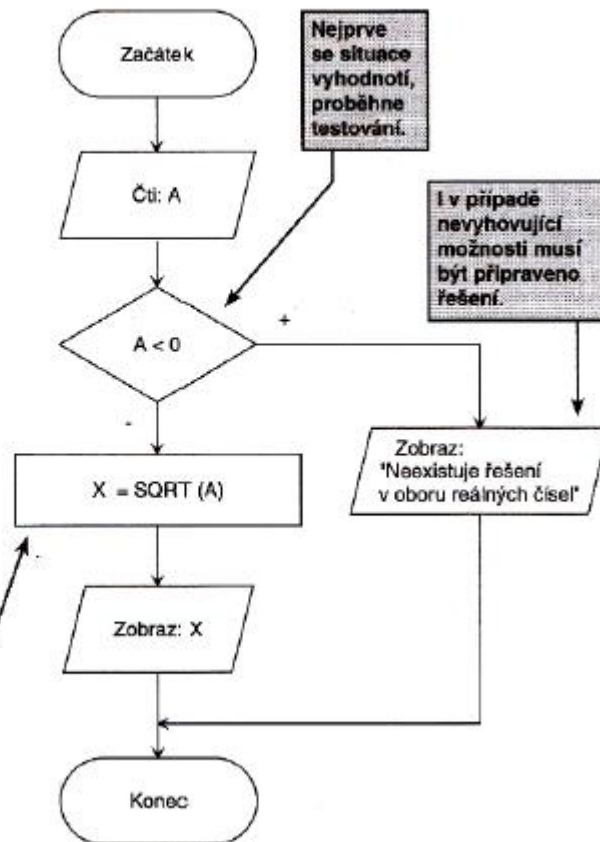 Začátek
Nejprve
se situace
vyhodnotí,
proběhne
testování.
Čti: A
I v případě
nevyhovující
možnosti musí
být připraveno
řešení.
A < 0
+
-
Zobraz:
"Neexistuje řešení
v oboru reálných čísel"
X = SQRT (A)
Zobraz: X
Konec